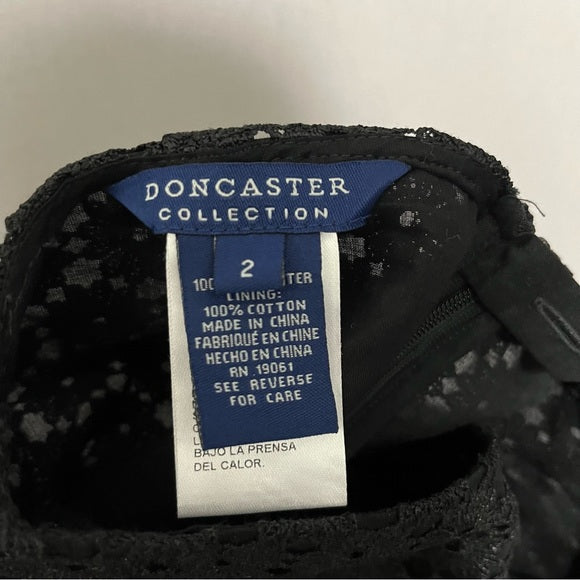 DONCASTER
COLLECTION
2
LINING:
100% COTTON
MADE IN CHINA
FABRIQUÉ EN CHINE
HECHO EN CHINA
RN 19061
SEE REVERSE
FOR CARE
BAJO LA PRENSA
DEL CALOR.